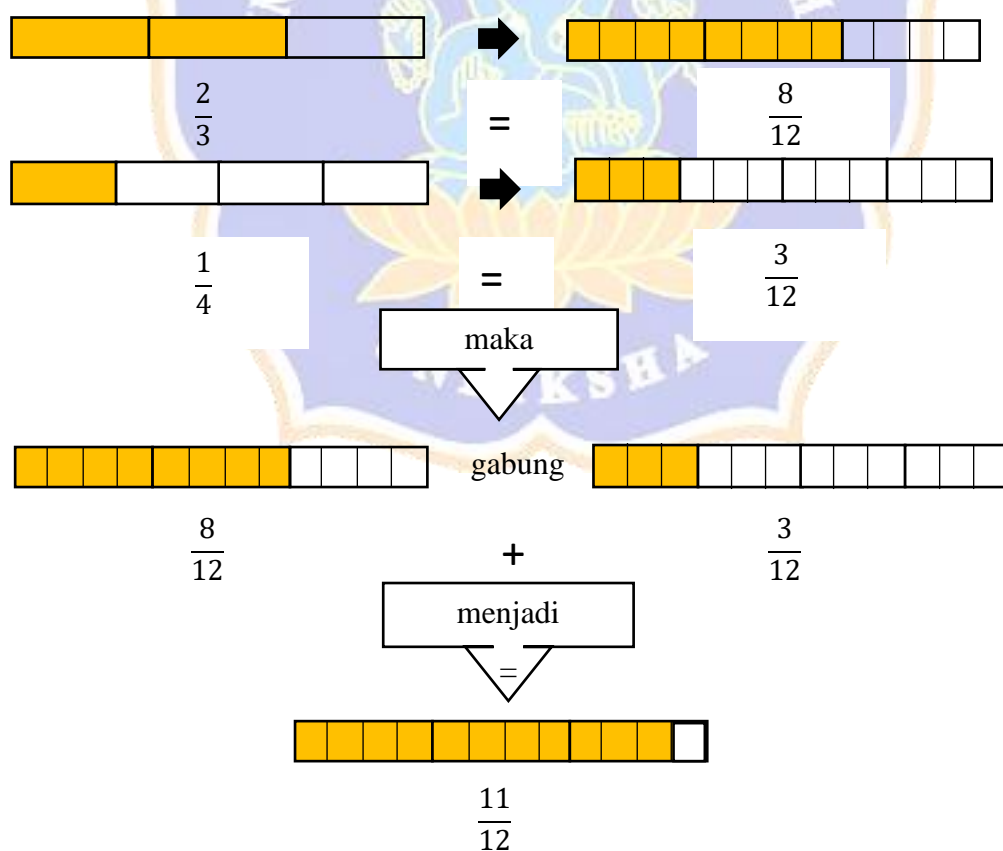 2/3 = 8/12
1/4 = 3/12
maka
gabung
8/12 + 3/12
menjadi
=
11/12